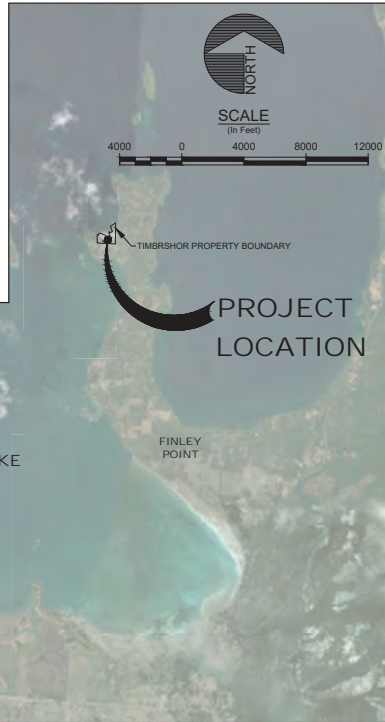 NORTH
SCALE
(In Feet)
4000 0 4000 8000 12000
TIMBRSHOR PROPERTY BOUNDARY
PROJECT
LOCATION
FINLEY
POINT
KE